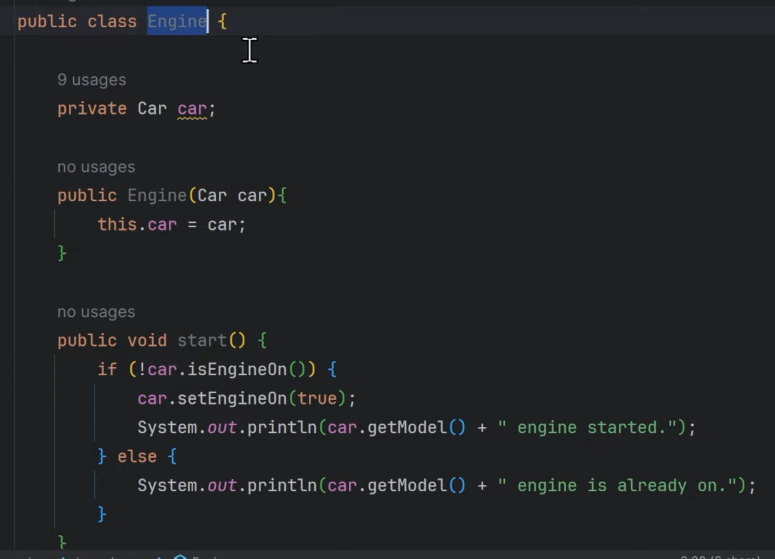 public class Engine {
9 usages
private Car car;
no usages
public Engine(Car car){
this.car = car;
}
no usages
public void start() {
if (!car.isEngineOn()) {
car.setEngineOn(true);
System.out.println(car.getModel() + " engine started.");
} else {
System.out.println(car.getModel() + " engine is already on.");
}
}